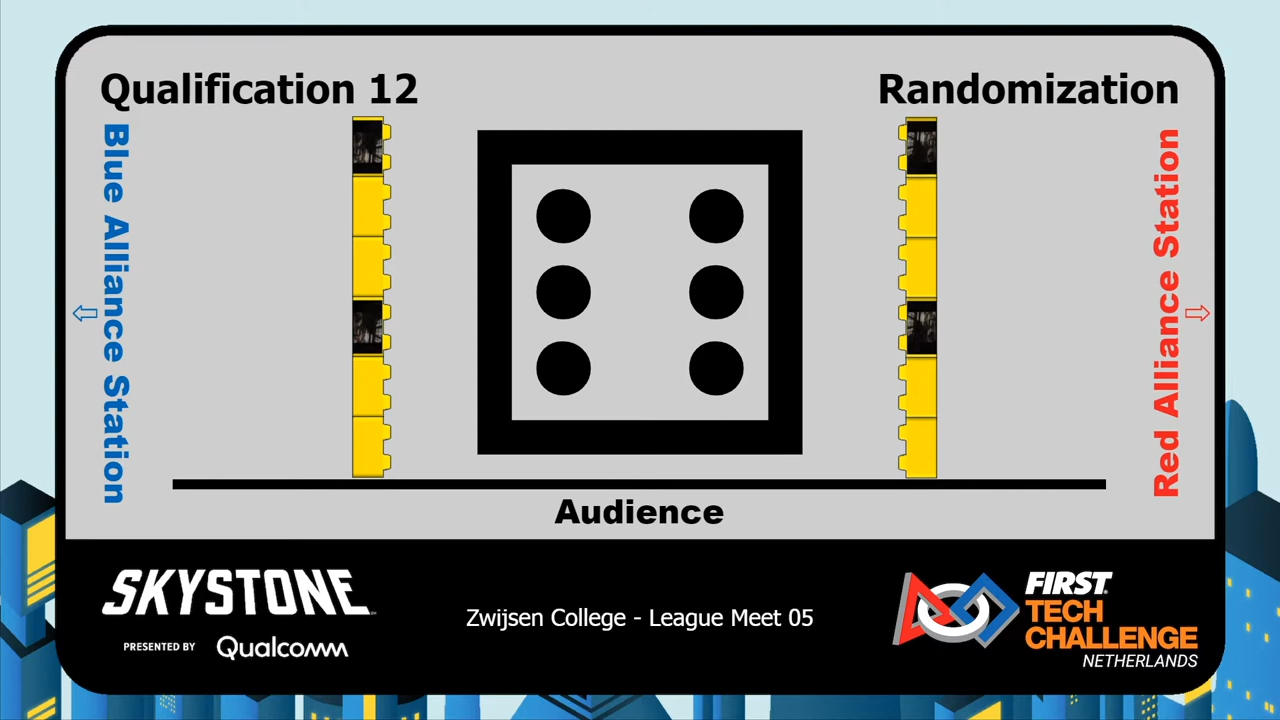 Qualification 12
Randomization
Blue Alliance Station
Red Alliance Station
Audience
SKYSTONE
PRESENTED BY Qualcomm
Zwijsen College - League Meet 05
FIRST®
TECH
CHALLENGE
NETHERLANDS